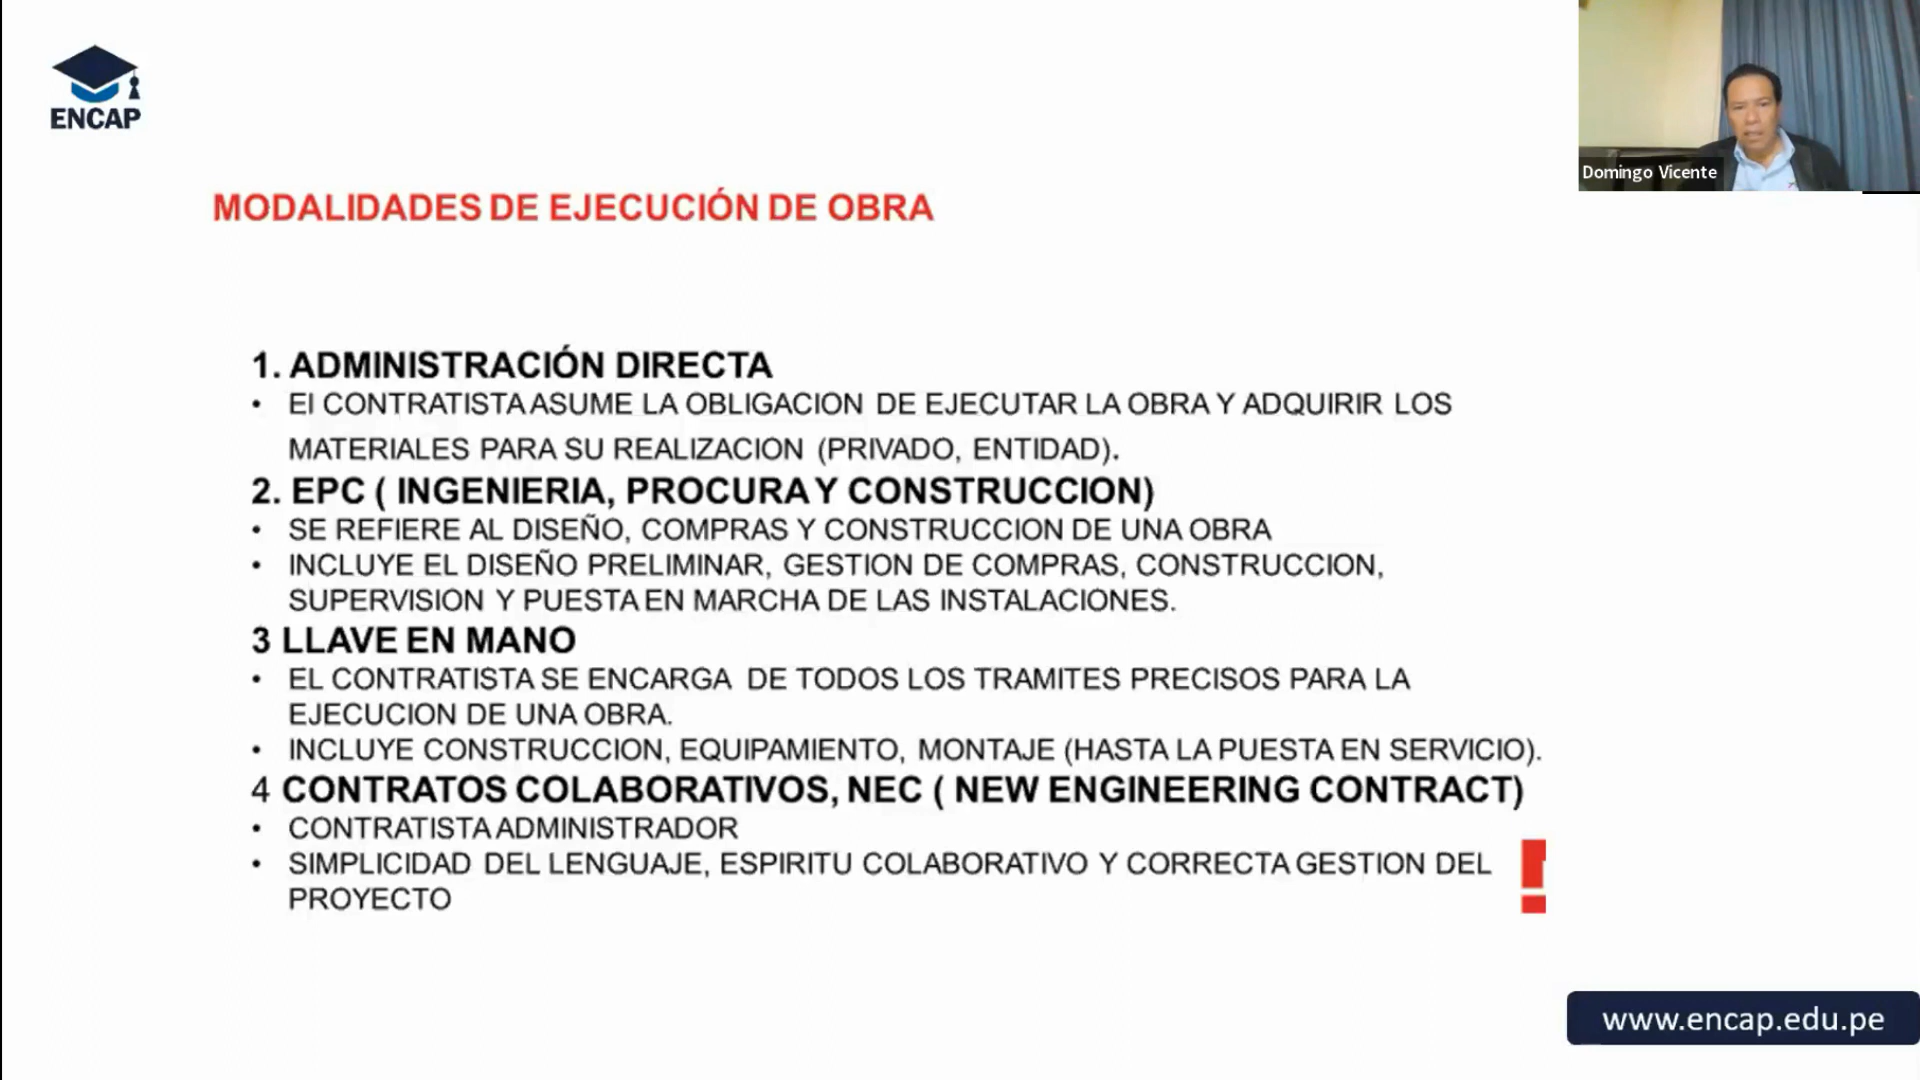 ENCAP
Domingo Vicente
MODALIDADES DE EJECUCIÓN DE OBRA
1. ADMINISTRACIÓN DIRECTA
• El CONTRATISTA ASUME LA OBLIGACION DE EJECUTAR LA OBRA Y ADQUIRIR LOS
MATERIALES PARA SU REALIZACION (PRIVADO, ENTIDAD).
2. EPC ( INGENIERIA, PROCURA Y CONSTRUCCION)
• SE REFIERE AL DISEÑO, COMPRAS Y CONSTRUCCION DE UNA OBRA
• INCLUYE EL DISEÑO PRELIMINAR, GESTION DE COMPRAS, CONSTRUCCION,
SUPERVISION Y PUESTA EN MARCHA DE LAS INSTALACIONES.
3 LLAVE EN MANO
• EL CONTRATISTA SE ENCARGA DE TODOS LOS TRAMITES PRECISOS PARA LA
EJECUCION DE UNA OBRA.
• INCLUYE CONSTRUCCION, EQUIPAMIENTO, MONTAJE (HASTA LA PUESTA EN SERVICIO).
4 CONTRATOS COLABORATIVOS, NEC ( NEW ENGINEERING CONTRACT)
• CONTRATISTA ADMINISTRADOR
• SIMPLICIDAD DEL LENGUAJE, ESPIRITU COLABORATIVO Y CORRECTA GESTION DEL
PROYECTO
www.encap.edu.pe